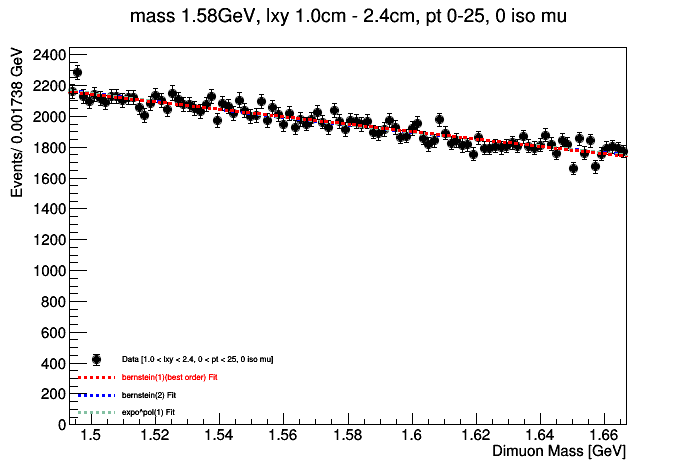 mass 1.58GeV, lxy 1.0cm - 2.4cm, pt 0-25, 0 iso mu
Events/ 0.001738 GeV
2400
2200
2000
1800
1600
1400
1200
1000
800
600
400
200
0
Data [1.0 < lxy < 2.4, 0 < pt < 25, 0 iso mu]
bernstein(1)(best order) Fit
bernstein(2) Fit
expo^pol(1) Fit
1.5 1.52 1.54 1.56 1.58 1.6 1.62 1.64 1.66
Dimuon Mass [GeV]